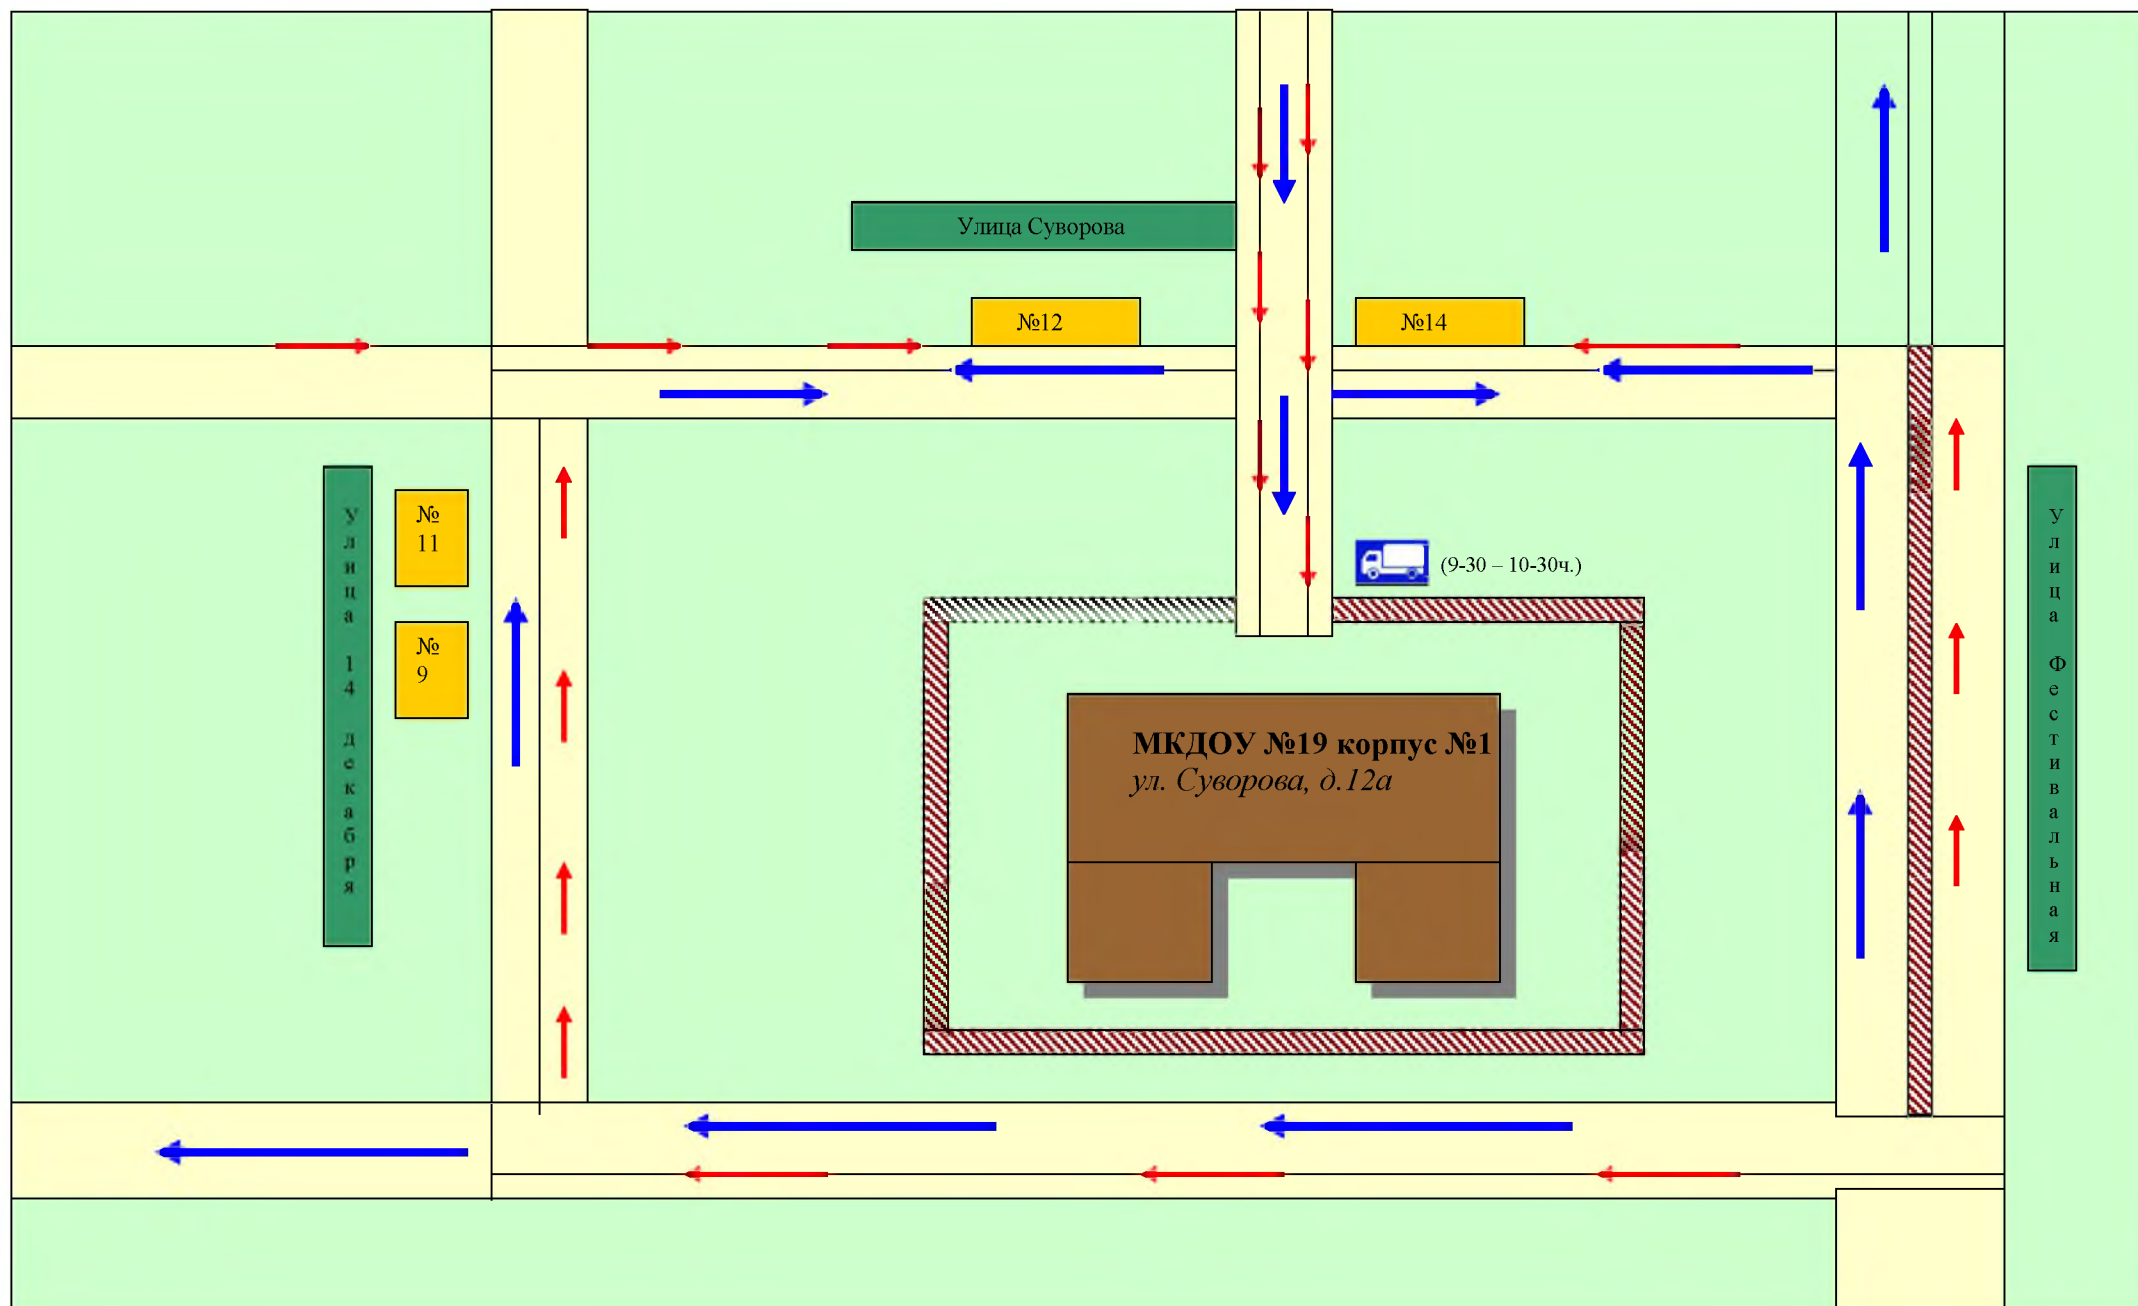 Улица Суворова
№12
№14
Улица 14 декабря
№
11
№
9
(9-30 – 10-30ч.)
МКДОУ №19 корпус №1
ул. Суворова, д.12а
Улица Фестивальная